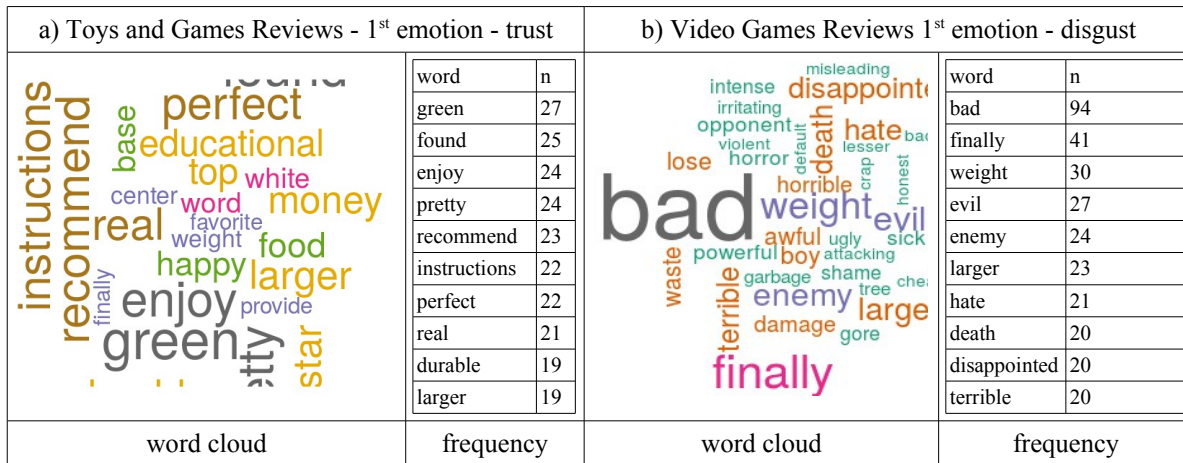 a) Toys and Games Reviews - 1st emotion - trust
b) Video Games Reviews 1st emotion - disgust
found
perfect
instructions
recommend
base
educational
top
white
center
word
money
real
favorite
weight
food
happy
larger
finally
enjoy
provide
green
etty
star
word n
green 27
found 25
enjoy 24
pretty 24
recommend 23
instructions 22
perfect 22
real 21
durable 19
larger 19
misleading
intense
disappointe
irritating
opponent
death
hate
bad
violent
default
lesser
lose
horror
crap
honest
horrible
bad
weight
evil
awful
ugly
sick
powerful
boy
attacking
waste
terrible
garbage
shame
chea
tree
enemy
large
damage
gore
finally
word n
bad 94
finally 41
weight 30
evil 27
enemy 24
larger 23
hate 21
death 20
disappointed 20
terrible 20
word cloud
frequency
word cloud
frequency